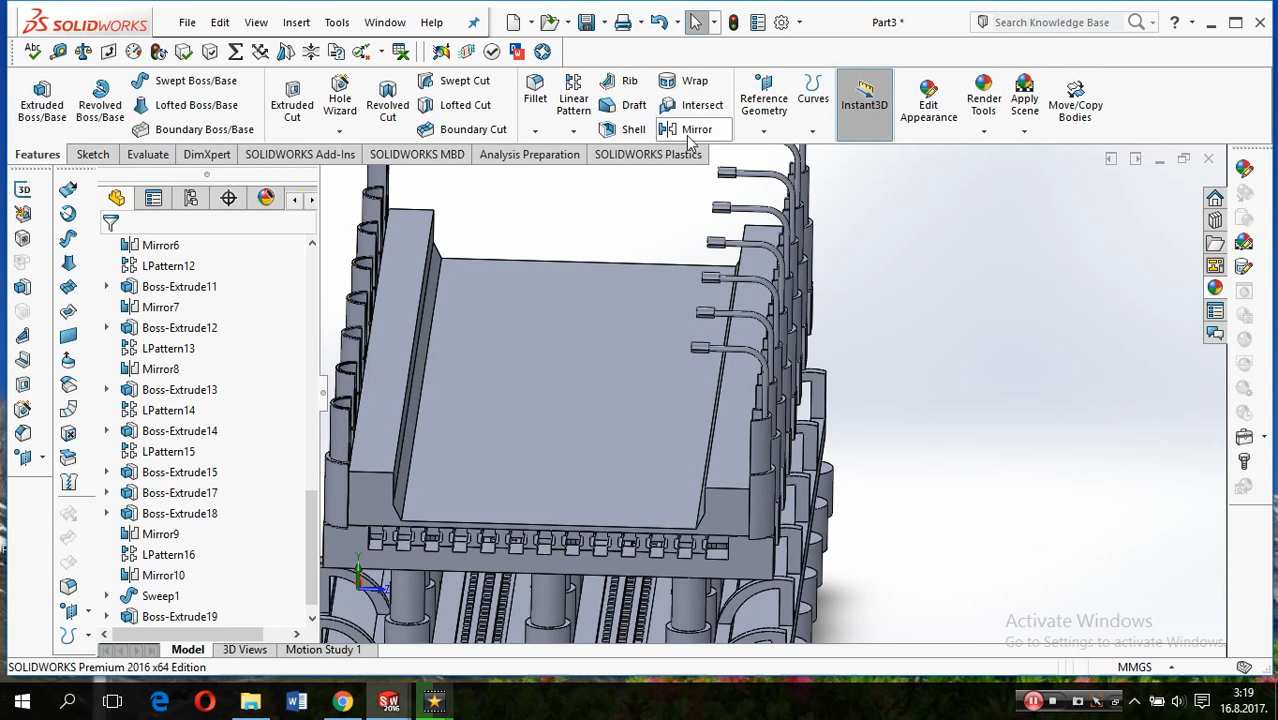 SOLIDWORKS File Edit View Insert Tools Window Help Part3 * Search Knowledge Base ?
Abc
Extruded Boss/Base
Revolved Boss/Base
Swept Boss/Base
Lofted Boss/Base
Boundary Boss/Base
Extruded Cut
Hole Wizard
Revolved Cut
Swept Cut
Lofted Cut
Boundary Cut
Fillet
Linear Pattern
Rib
Draft
Shell
Wrap
Intersect
Mirror
Reference Geometry
Curves
Instant3D
Edit Appearance
Render Tools
Apply Scene
Move/Copy Bodies
Features Sketch Evaluate DimXpert SOLIDWORKS Add-Ins SOLIDWORKS MBD Analysis Preparation SOLIDWORKS Plastics
3D
Mirror6
LPattern12
Boss-Extrude11
Mirror7
Boss-Extrude12
LPattern13
Mirror8
Boss-Extrude13
LPattern14
Boss-Extrude14
LPattern15
Boss-Extrude15
Boss-Extrude17
Boss-Extrude18
Mirror9
LPattern16
Mirror10
Sweep1
Boss-Extrude19
Y
Z
Activate Windows
Go to Settings to activate Windows.
Model 3D Views Motion Study 1
SOLIDWORKS Premium 2016 x64 Edition MMGS
SW 2016
3:19
16.8.2017.